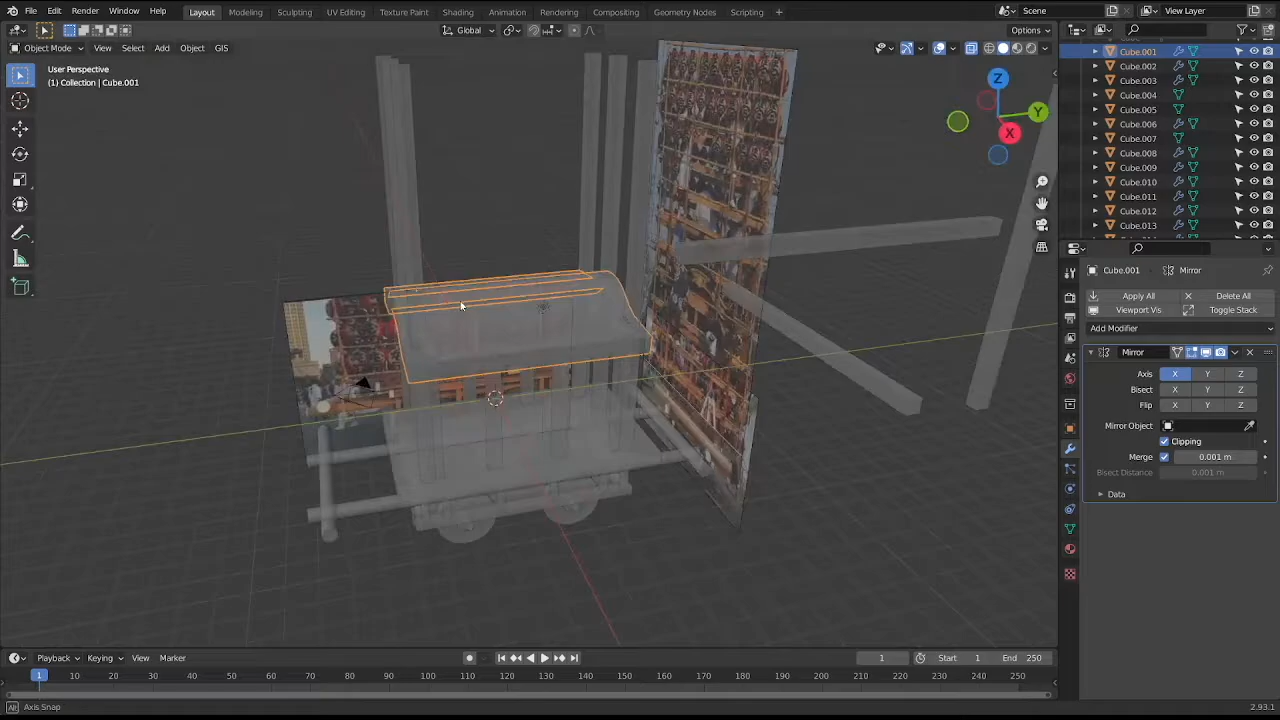 File Edit Render Window Help Layout Modeling Sculpting UV Editing Texture Paint Shading Animation Rendering Compositing Geometry Nodes Scripting + Scene View Layer
Global Options
Object Mode View Select Add Object GIS
User Perspective
(1) Collection | Cube.001
Z
Y
X
Cube.001
Cube.002
Cube.003
Cube.004
Cube.005
Cube.006
Cube.007
Cube.008
Cube.009
Cube.010
Cube.011
Cube.012
Cube.013
Cube.001 Mirror
Apply All Delete All
Viewport Vis Toggle Stack
Add Modifier
Mirror
Axis X Y Z
Bisect X Y Z
Flip X Y Z
Mirror Object
Clipping
Merge 0.001 m
Bisect Distance 0.001 m
Data
Playback Keying View Marker 1 Start 1 End 250
1 10 20 30 40 50 60 70 80 90 100 110 120 130 140 150 160 170 180 190 200 210 220 230 240 250
Axis Snap 2.93.1